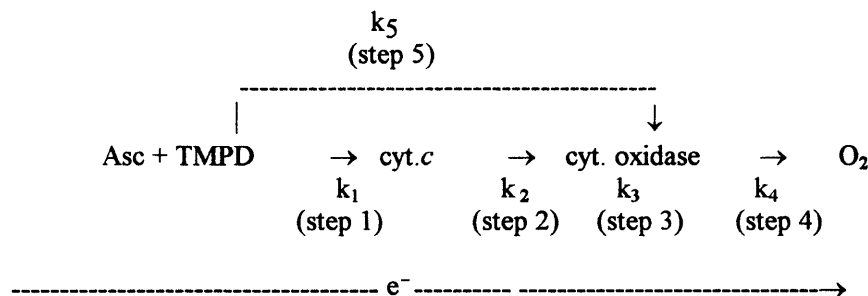 k5
(step 5)
Asc + TMPD → cyt.c → cyt. oxidase → O2
k1 k2 k3 k4
(step 1) (step 2) (step 3) (step 4)
e−